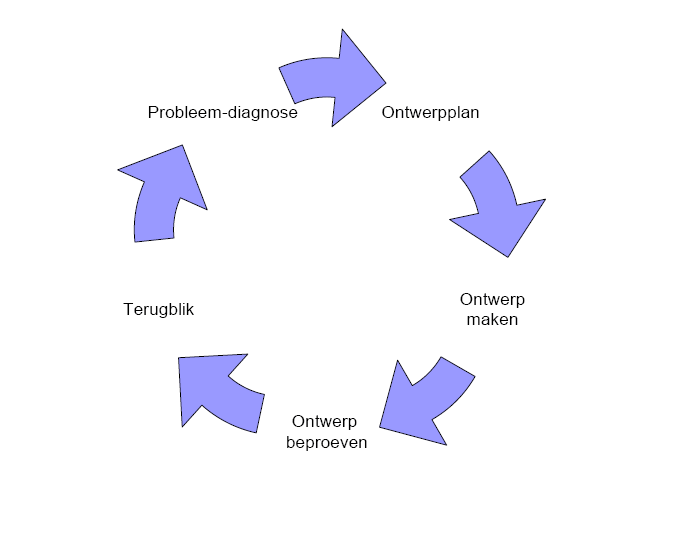 Probleem-diagnose
Ontwerpplan
Ontwerp
maken
Ontwerp
beproeven
Terugblik